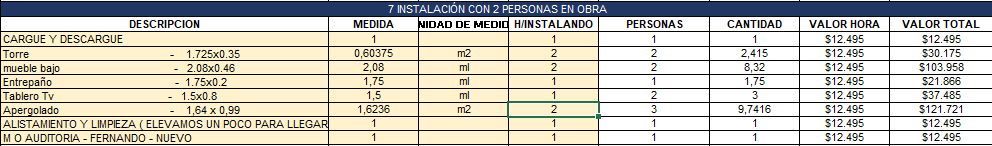 7 INSTALACIÓN CON 2 PERSONAS EN OBRA
DESCRIPCION MEDIDA NIDAD DE MEDID H/INSTALANDO PERSONAS CANTIDAD VALOR HORA VALOR TOTAL
CARGUE Y DESCARGUE 1 1 1 1 $12.495 $12.495
Torre - 1.725x0.35 0,60375 m2 2 2 2,415 $12.495 $30.175
mueble bajo - 2.08x0.46 2,08 ml 2 2 8,32 $12.495 $103.958
Entrepaño - 1.75x0.2 1,75 ml 1 1 1,75 $12.495 $21.866
Tablero Tv - 1.5x0.8 1,5 ml 1 2 3 $12.495 $37.485
Apergolado - 1,64 x 0,99 1,6236 m2 2 3 9,7416 $12.495 $121.721
ALISTAMIENTO Y LIMPIEZA ( ELEVAMOS UN POCO PARA LLEGAR 1 1 1 1 $12.495 $12.495
M O AUDITORIA - FERNANDO - NUEVO 1 1 1 1 $12.495 $12.495